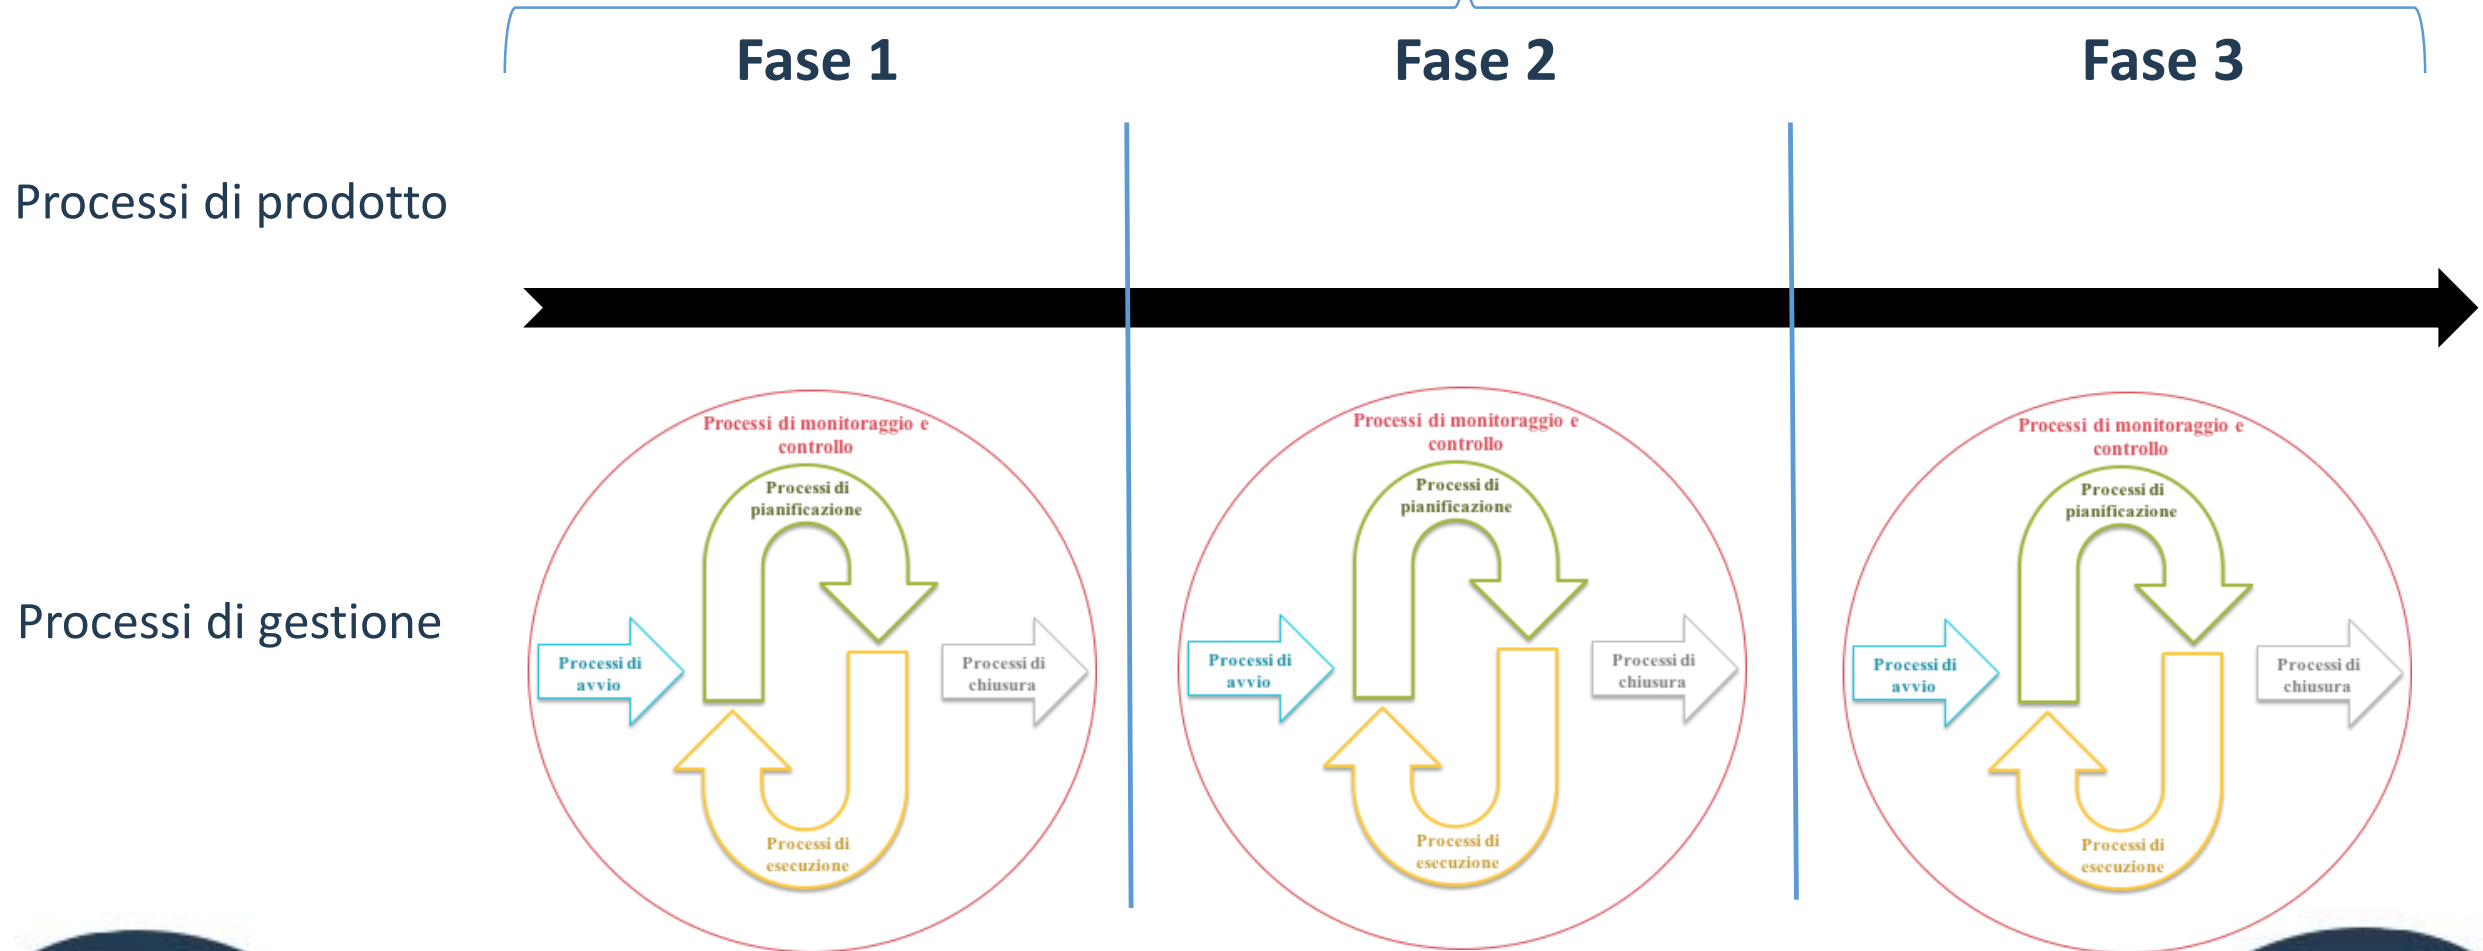 Fase 1
Fase 2
Fase 3
Processi di prodotto
Processi di gestione
Processi di monitoraggio e
controllo
Processi di
pianificazione
Processi di
avvio
Processi di
chiusura
Processi di
esecuzione
Processi di monitoraggio e
controllo
Processi di
pianificazione
Processi di
avvio
Processi di
chiusura
Processi di
esecuzione
Processi di monitoraggio e
controllo
Processi di
pianificazione
Processi di
avvio
Processi di
chiusura
Processi di
esecuzione